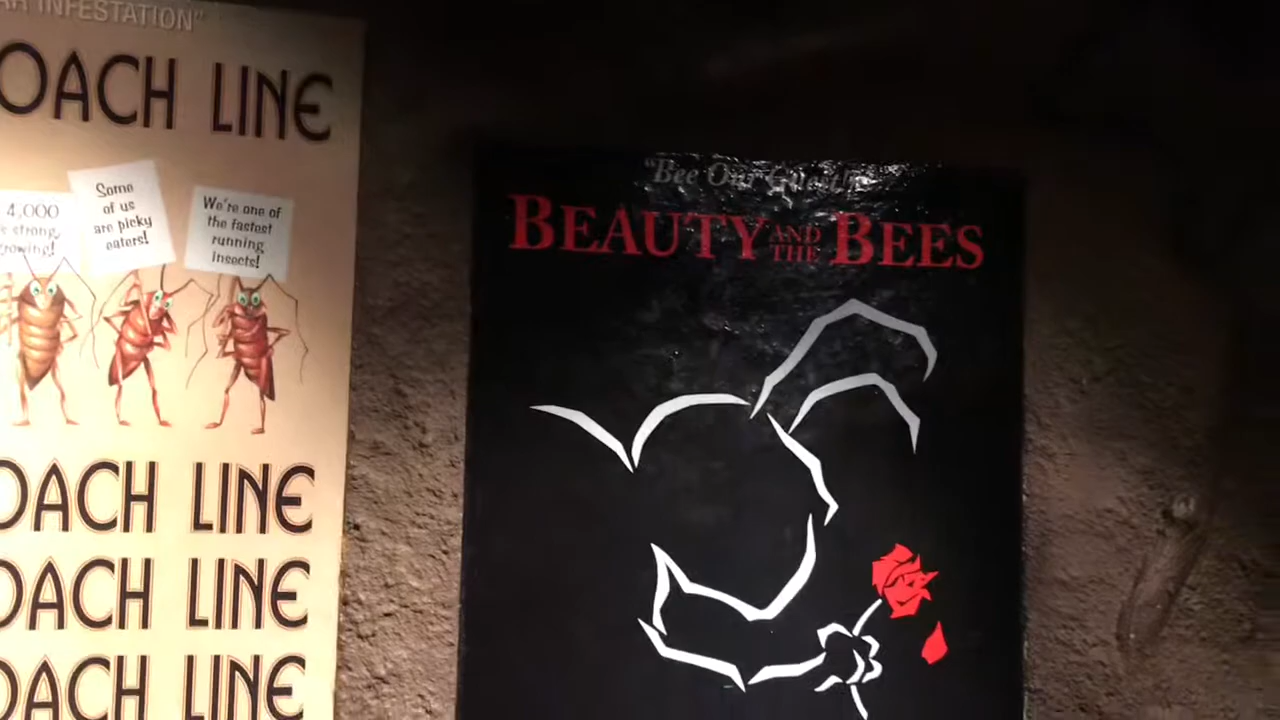 INFESTATION"
OACH LINE
4,000
strong,
growing!
Some
of us
are picky
eaters!
We're one of
the fastest
running
insects!
OACH LINE
OACH LINE
OACH LINE
"Bee Our Guest!"
BEAUTY AND THE BEES